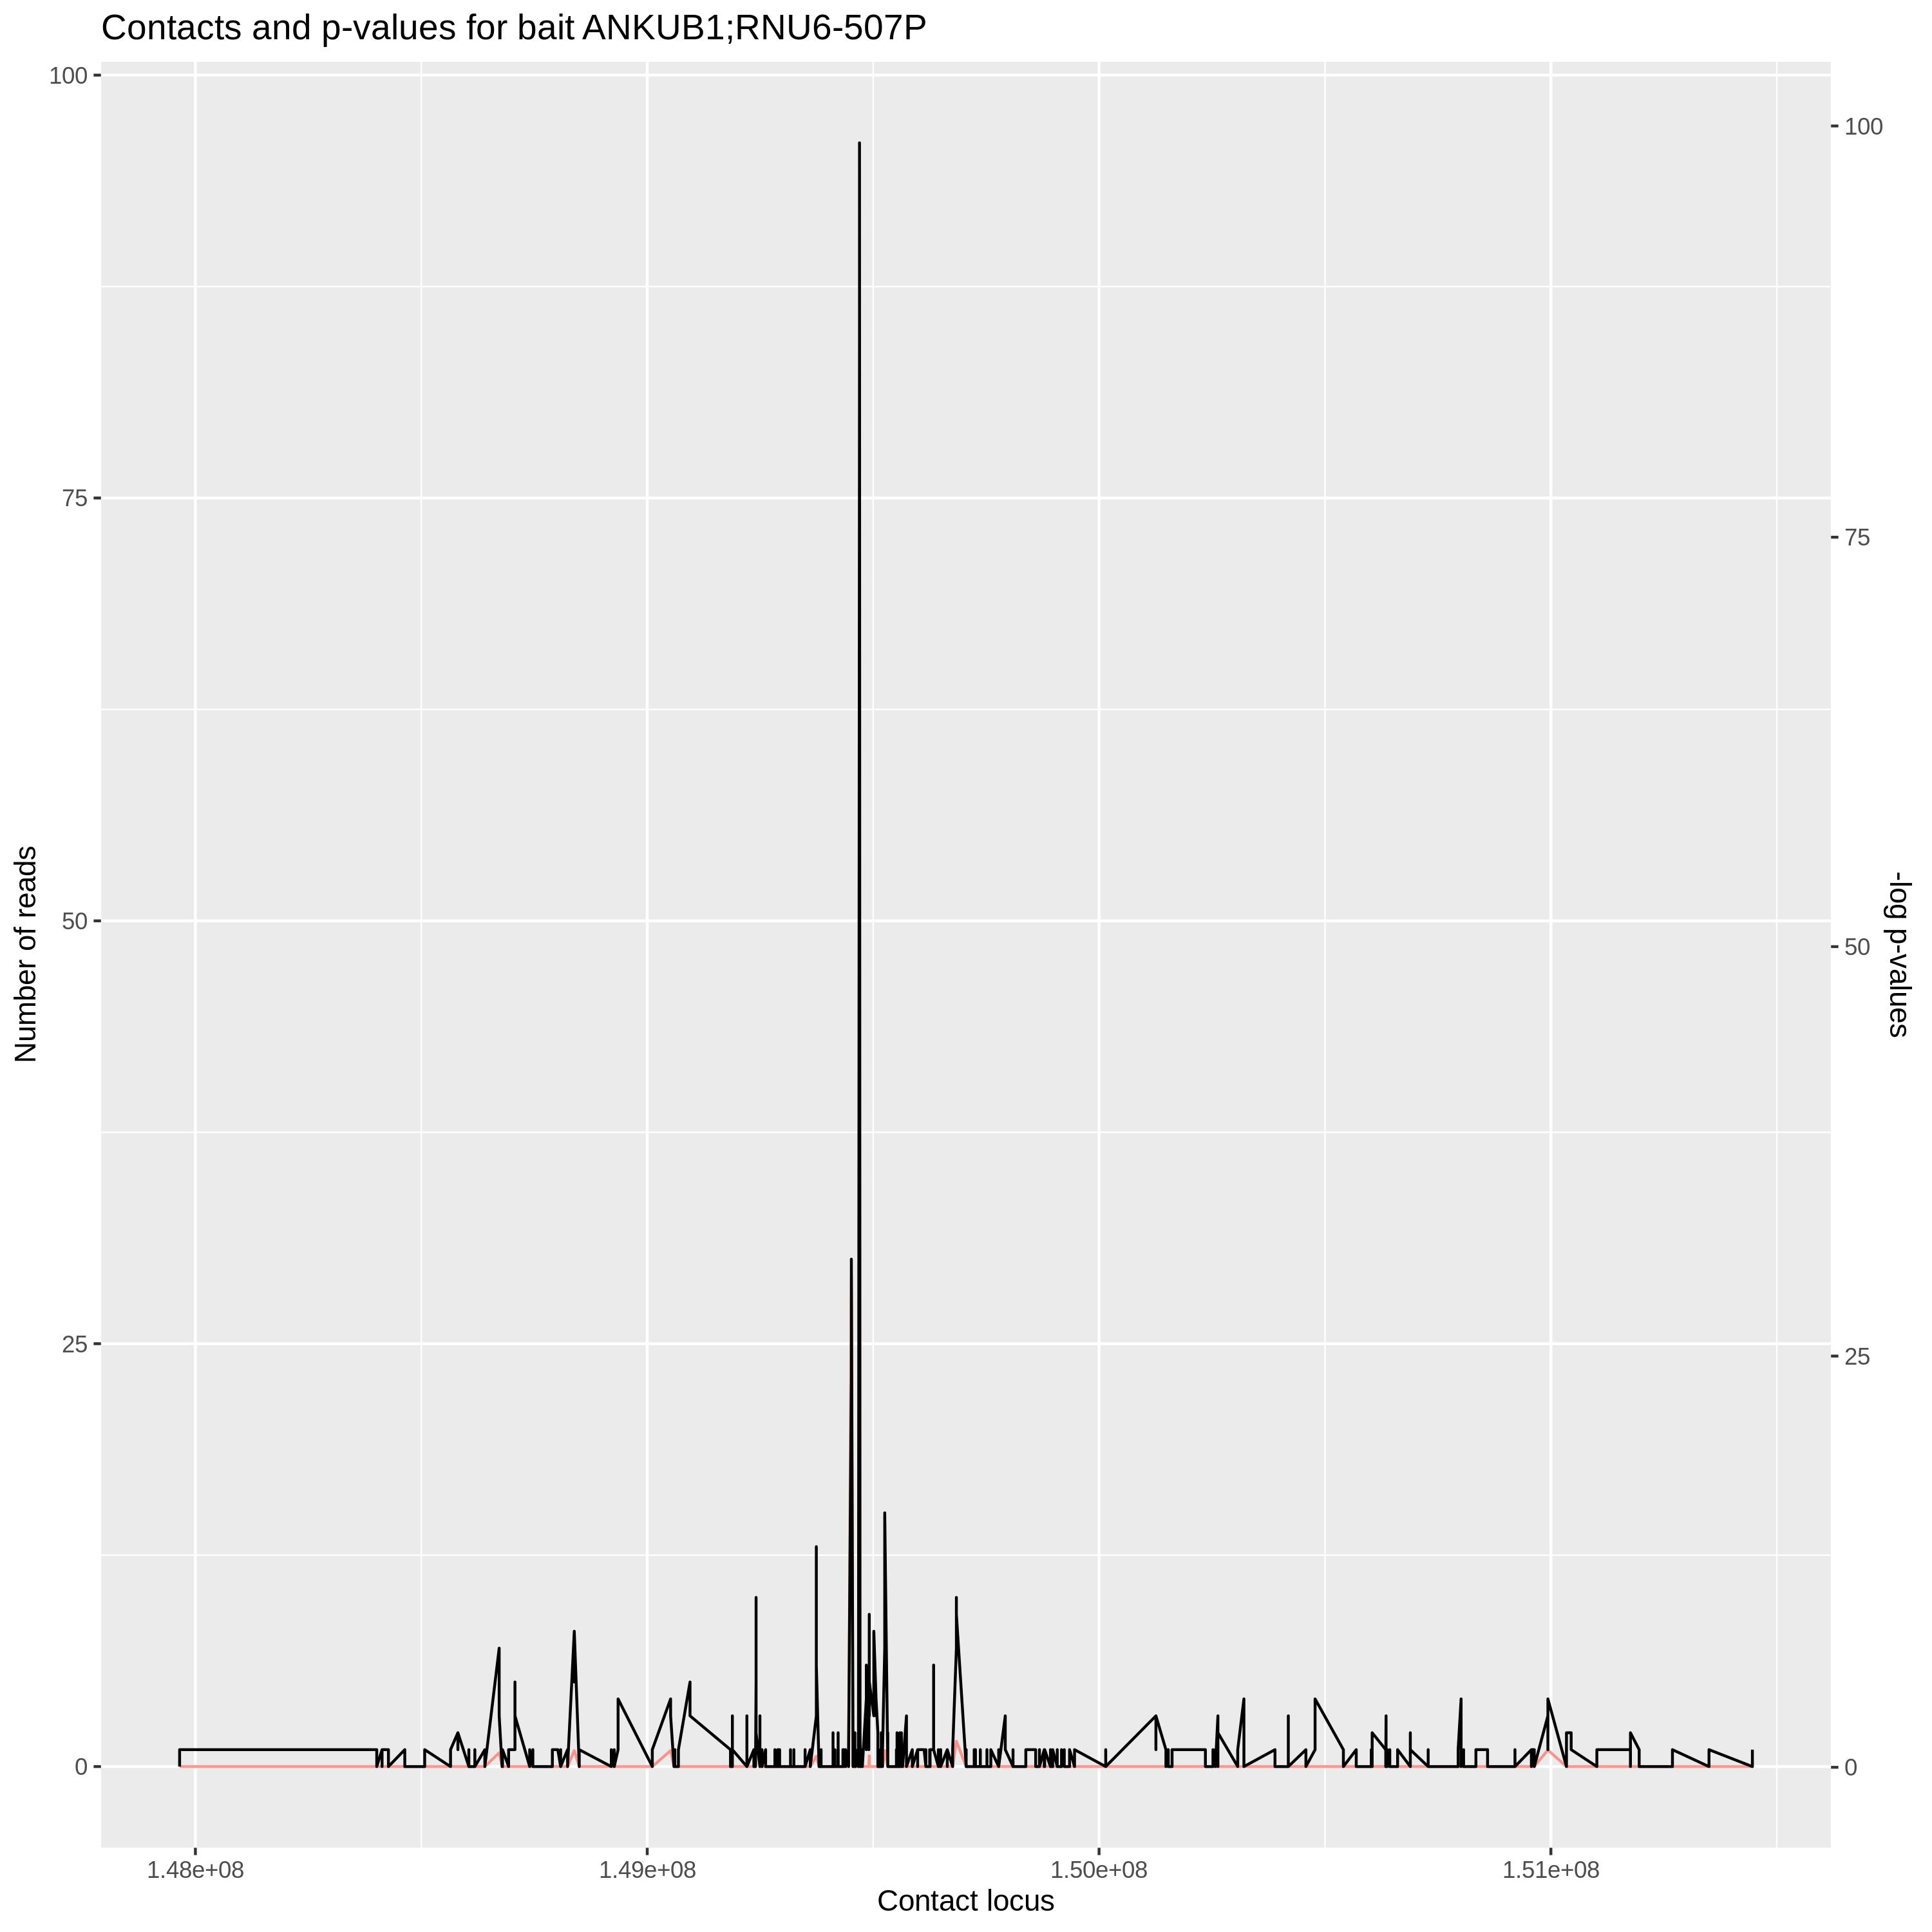 Contacts and p-values for bait ANKUB1;RNU6-507P
100
75
50
25
0
Number of reads
100
75
50
25
0
-log p-values
1.48e+08
1.49e+08
1.50e+08
1.51e+08
Contact locus